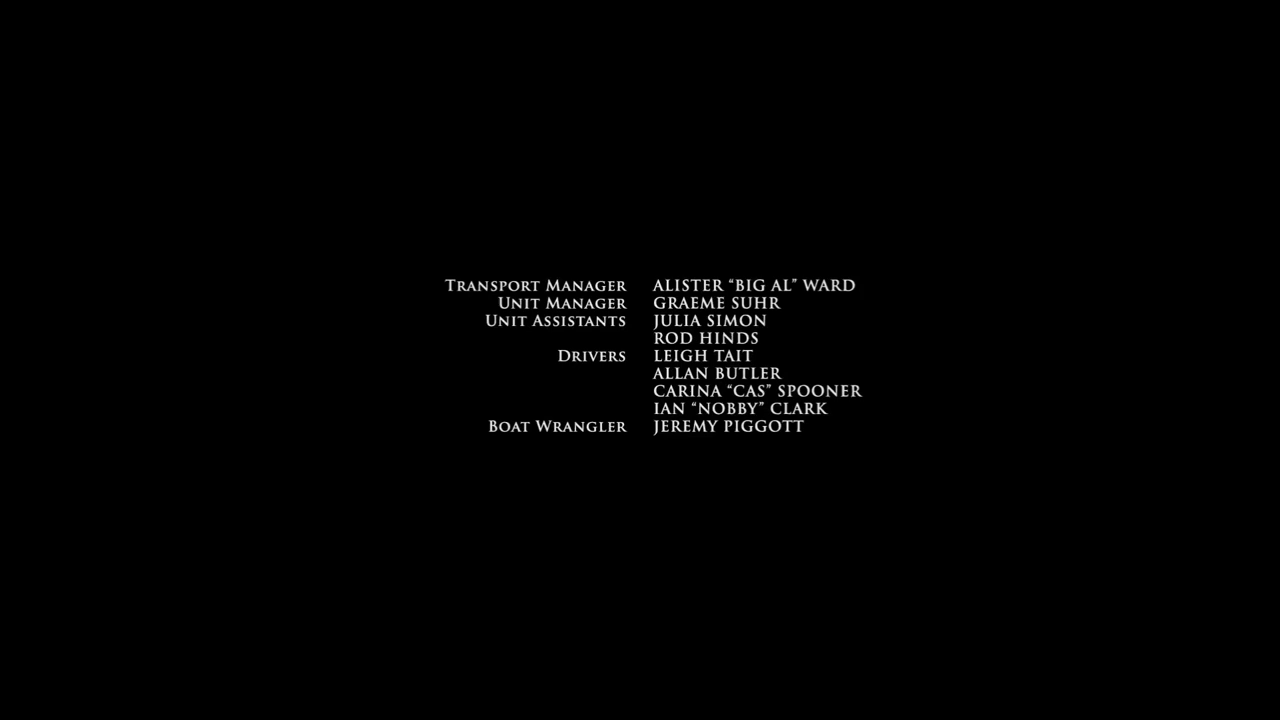 Transport Manager ALISTER “BIG AL” WARD
Unit Manager GRAEME SUHR
Unit Assistants JULIA SIMON
ROD HINDS
Drivers LEIGH TAIT
ALLAN BUTLER
CARINA “CAS” SPOONER
IAN “NOBBY” CLARK
Boat Wrangler JEREMY PIGGOTT